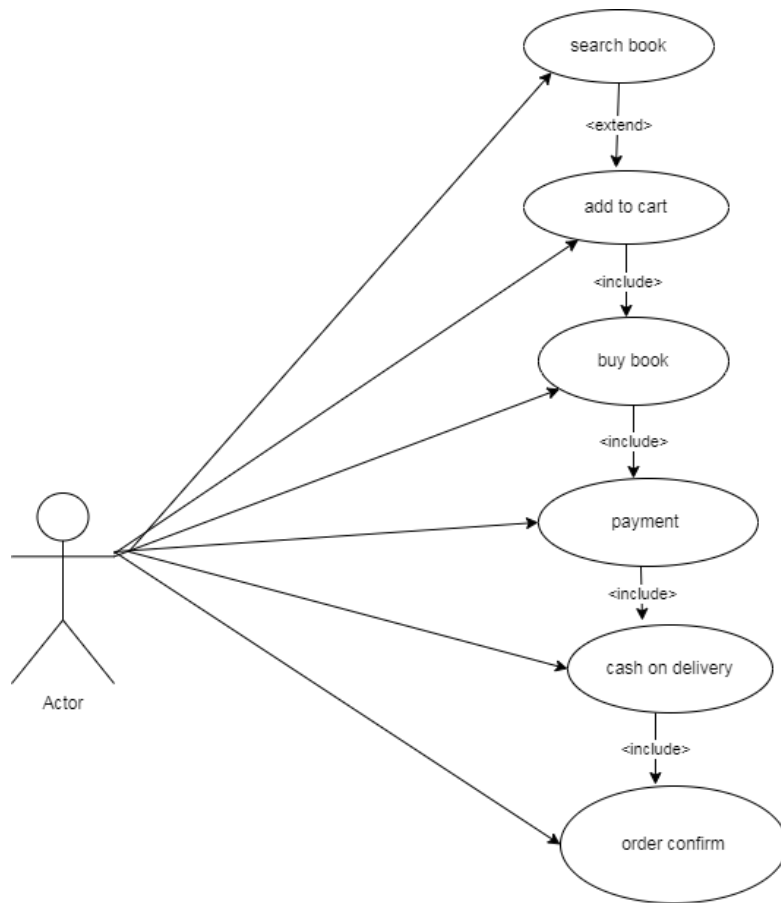 search book
<extend>
add to cart
<include>
buy book
<include>
payment
<include>
cash on delivery
<include>
order confirm
Actor